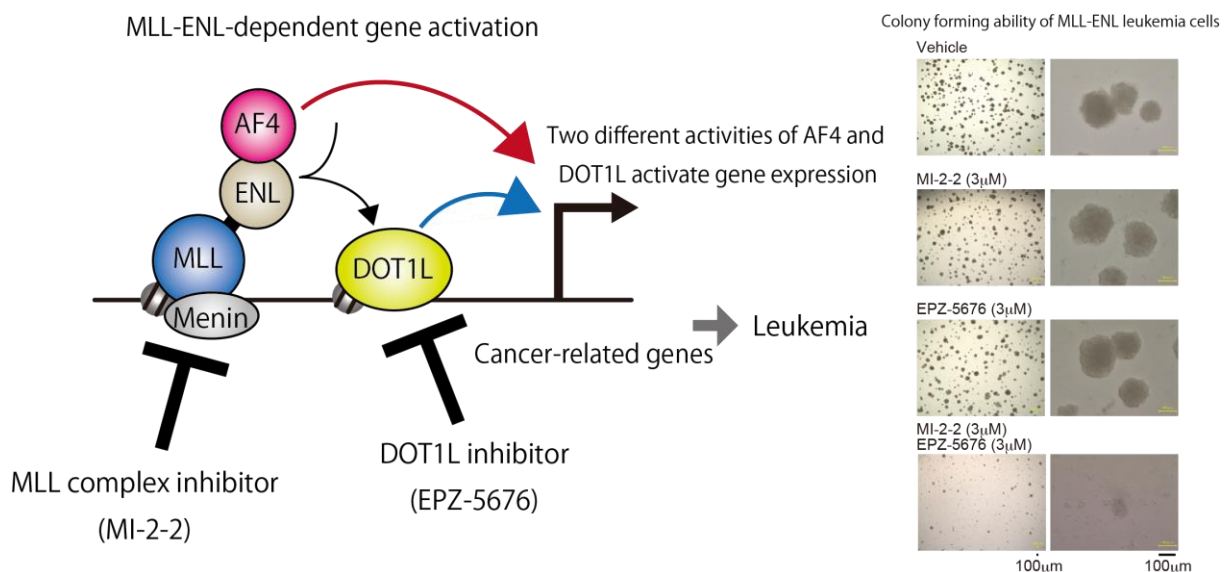 MLL-ENL-dependent gene activation
AF4
ENL
MLL
Menin
DOT1L
Two different activities of AF4 and
DOT1L activate gene expression
Cancer-related genes
Leukemia
MLL complex inhibitor
(MI-2-2)
DOT1L inhibitor
(EPZ-5676)
Colony forming ability of MLL-ENL leukemia cells
Vehicle
MI-2-2 (3μM)
EPZ-5676 (3μM)
MI-2-2 (3μM)
EPZ-5676 (3μM)
100μm
100μm